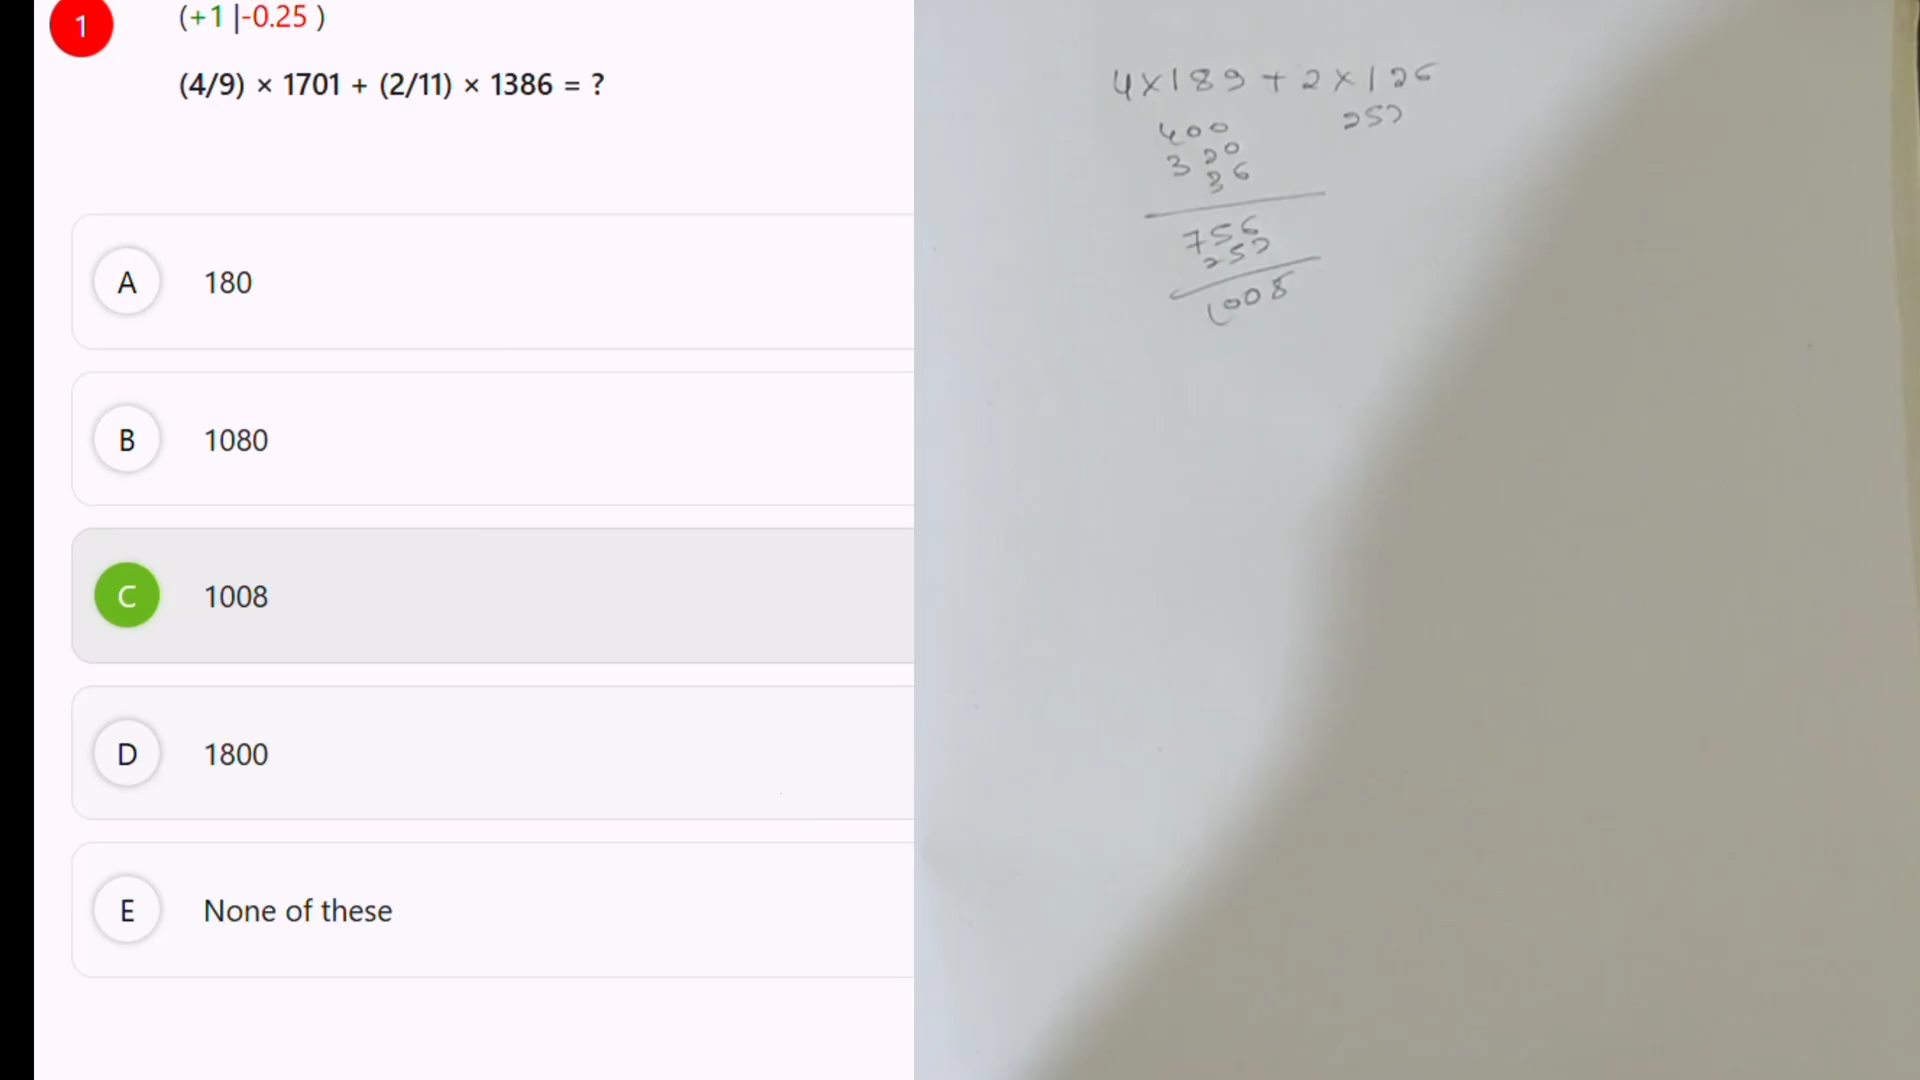 1
(+1 |-0.25 )
(4/9) × 1701 + (2/11) × 1386 = ?
A 180
B 1080
C 1008
D 1800
E None of these
4×189 + 2×126
252
400
320
36
756
252
1008